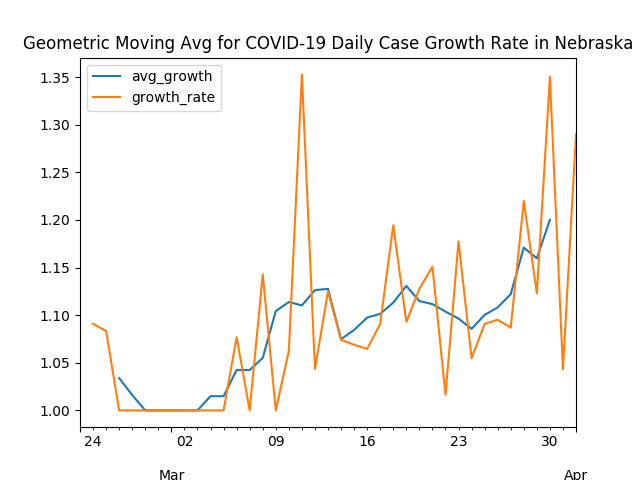 Geometric Moving Avg for COVID-19 Daily Case Growth Rate in Nebraska
avg_growth
growth_rate
1.35
1.30
1.25
1.20
1.15
1.10
1.05
1.00
24 02 09 16 23 30
Mar Apr